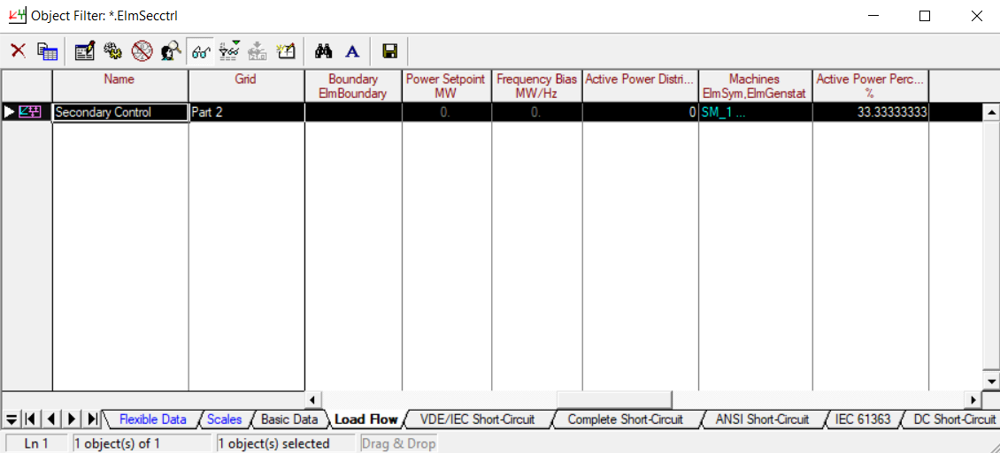 Object Filter: *.ElmSecctrl
Name
Grid
Boundary
ElmBoundary
Power Setpoint
MW
Frequency Bias
MW/Hz
Active Power Distri...
Machines
ElmSym,ElmGenstat
Active Power Perc...
%
Secondary Control
Part 2
0.
0.
0
SM_1 ...
33.33333333
Flexible Data
Scales
Basic Data
Load Flow
VDE/IEC Short-Circuit
Complete Short-Circuit
ANSI Short-Circuit
IEC 61363
DC Short-Circuit
Ln 1
1 object(s) of 1
1 object(s) selected
Drag & Drop